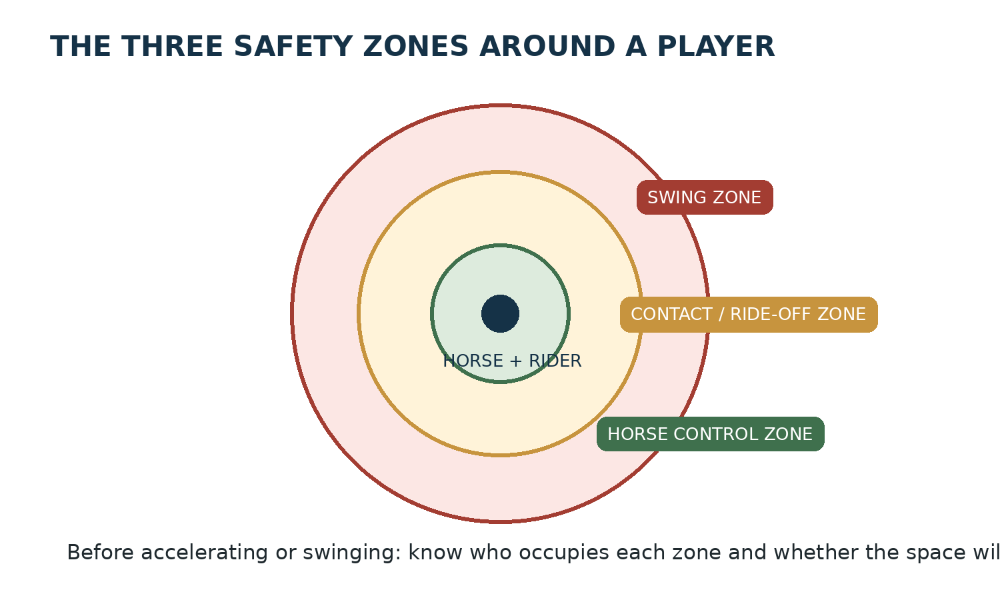 THE THREE SAFETY ZONES AROUND A PLAYER
SWING ZONE
CONTACT / RIDE-OFF ZONE
HORSE + RIDER
HORSE CONTROL ZONE
Before accelerating or swinging: know who occupies each zone and whether the space wil